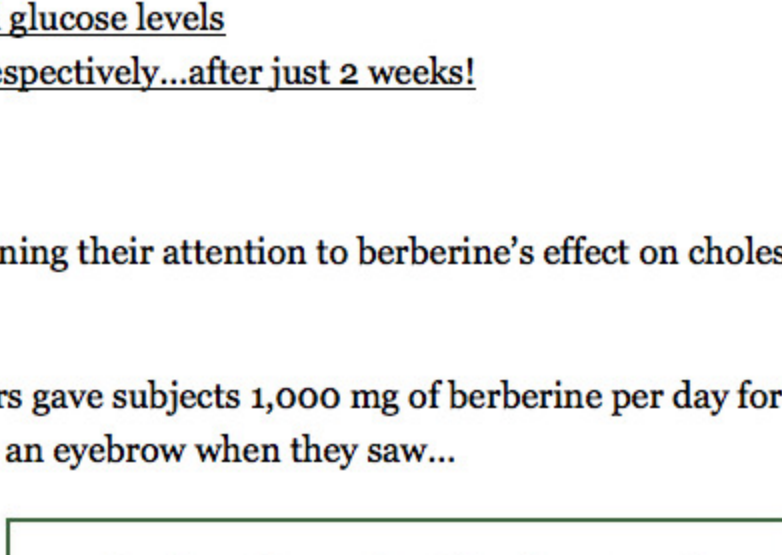 glucose levels
espectively...after just 2 weeks!
ning their attention to berberine’s effect on choles
rs gave subjects 1,000 mg of berberine per day for
an eyebrow when they saw...